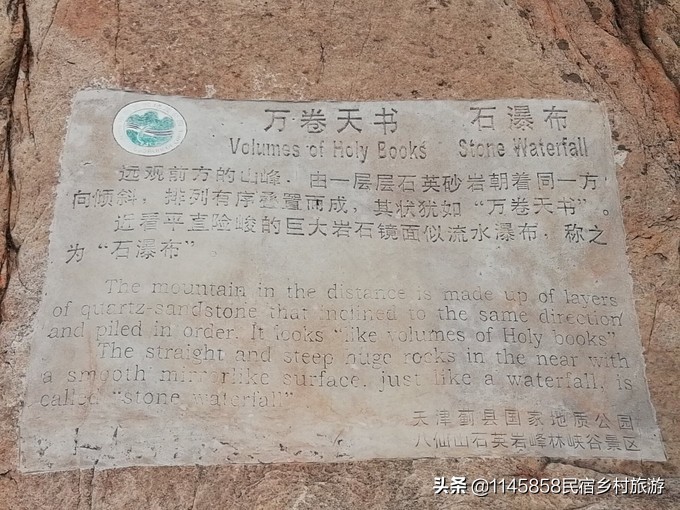 万卷天书 石瀑布
Volumes of Holy Books Stone Waterfall
远观前方的山峰，由一层层石英砂岩朝着同一方
向倾斜，排列有序叠置而成，其状犹如“万卷天书”。
近看平直险峻的巨大岩石镜面似流水瀑布，称之
为“石瀑布”
The mountain in the distance is made up of layers
of quartz-sandstone that inclined to the same direction
and piled in order. It looks “like volumes of Holy books”
The straight and steep huge rocks in the near with
a smooth mirrorlike surface, just like a waterfall, is
called “stone waterfall”
天津蓟县国家地质公园
八仙山石英岩峰林峡谷景区
头条 @1145858民宿乡村旅游